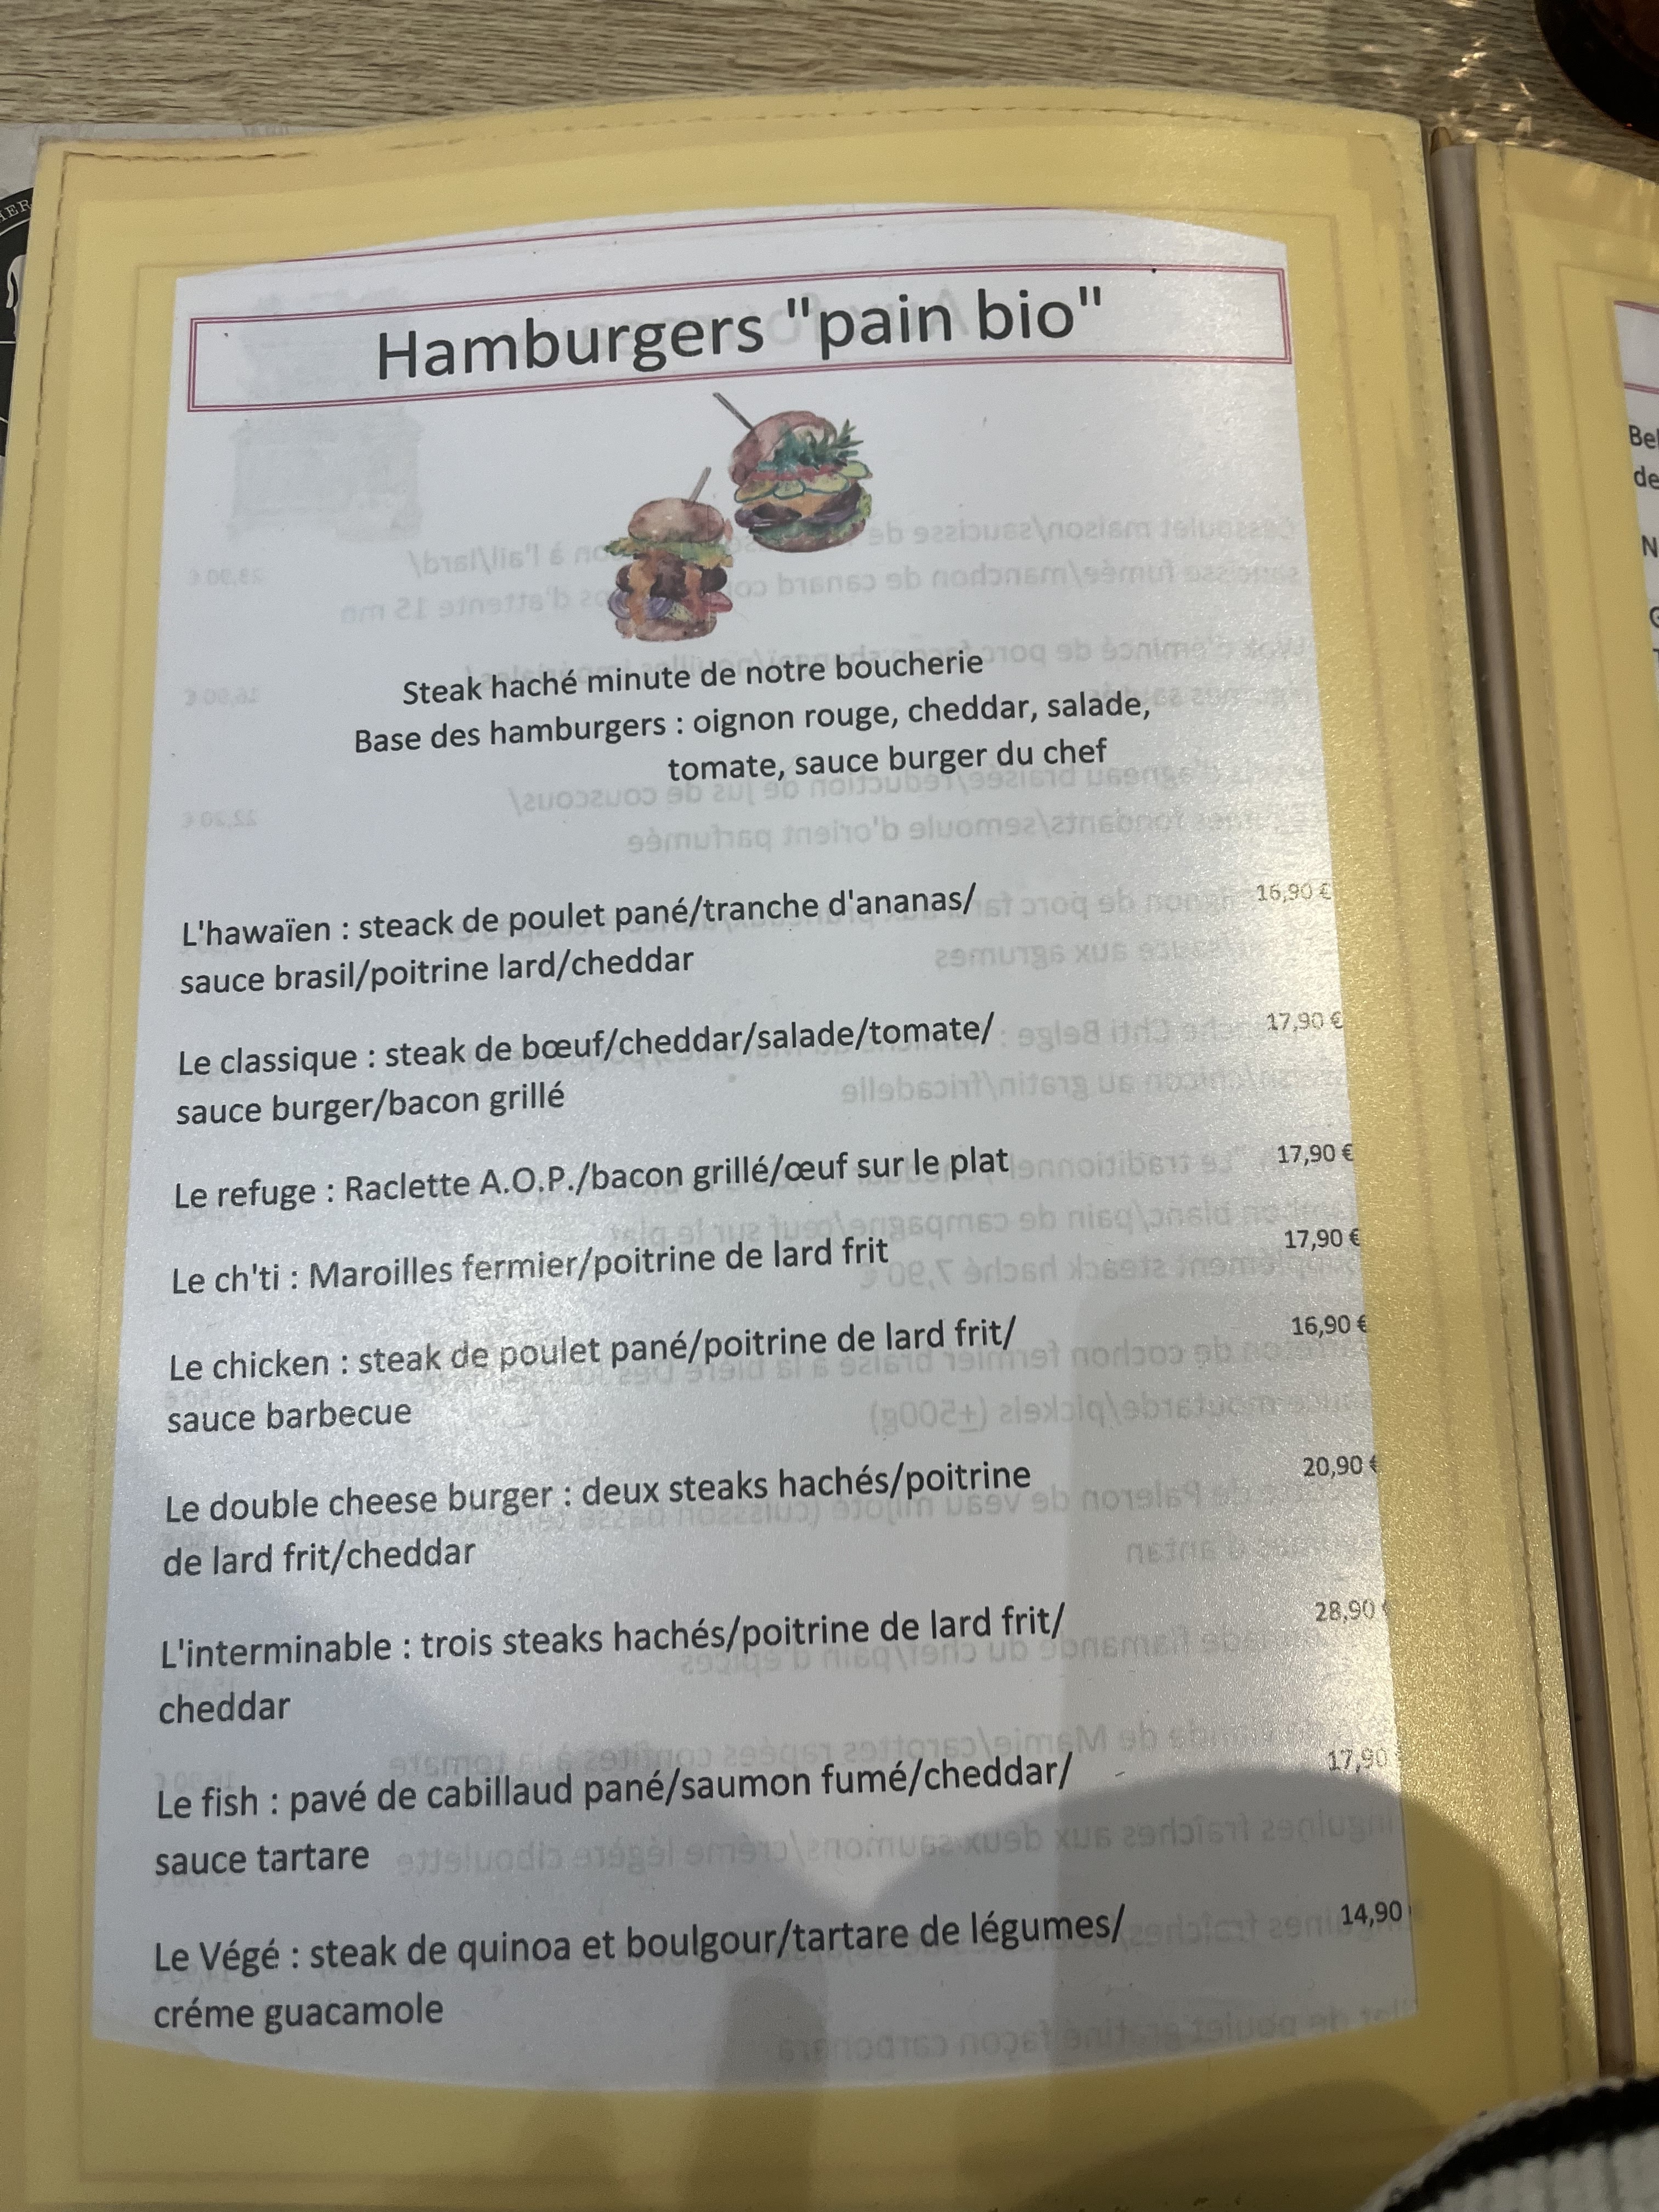 Hamburgers "pain bio"
Steak haché minute de notre boucherie
Base des hamburgers : oignon rouge, cheddar, salade,
tomate, sauce burger du chef
L'hawaïen : steack de poulet pané/tranche d'ananas/ 16,90 €
sauce brasil/poitrine lard/cheddar
Le classique : steak de bœuf/cheddar/salade/tomate/ 17,90 €
sauce burger/bacon grillé
Le refuge : Raclette A.O.P./bacon grillé/œuf sur le plat 17,90 €
Le ch'ti : Maroilles fermier/poitrine de lard frit 17,90 €
Le chicken : steak de poulet pané/poitrine de lard frit/ 16,90 €
sauce barbecue
Le double cheese burger : deux steaks hachés/poitrine 20,90 €
de lard frit/cheddar
L'interminable : trois steaks hachés/poitrine de lard frit/ 28,90
cheddar
Le fish : pavé de cabillaud pané/saumon fumé/cheddar/ 17,90
sauce tartare
Le Végé : steak de quinoa et boulgour/tartare de légumes/ 14,90
créme guacamole